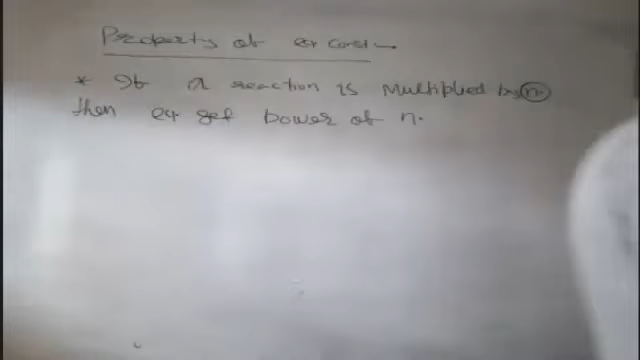 Property of eq const
* If a reaction is multiplied by n
then eq get power of n.